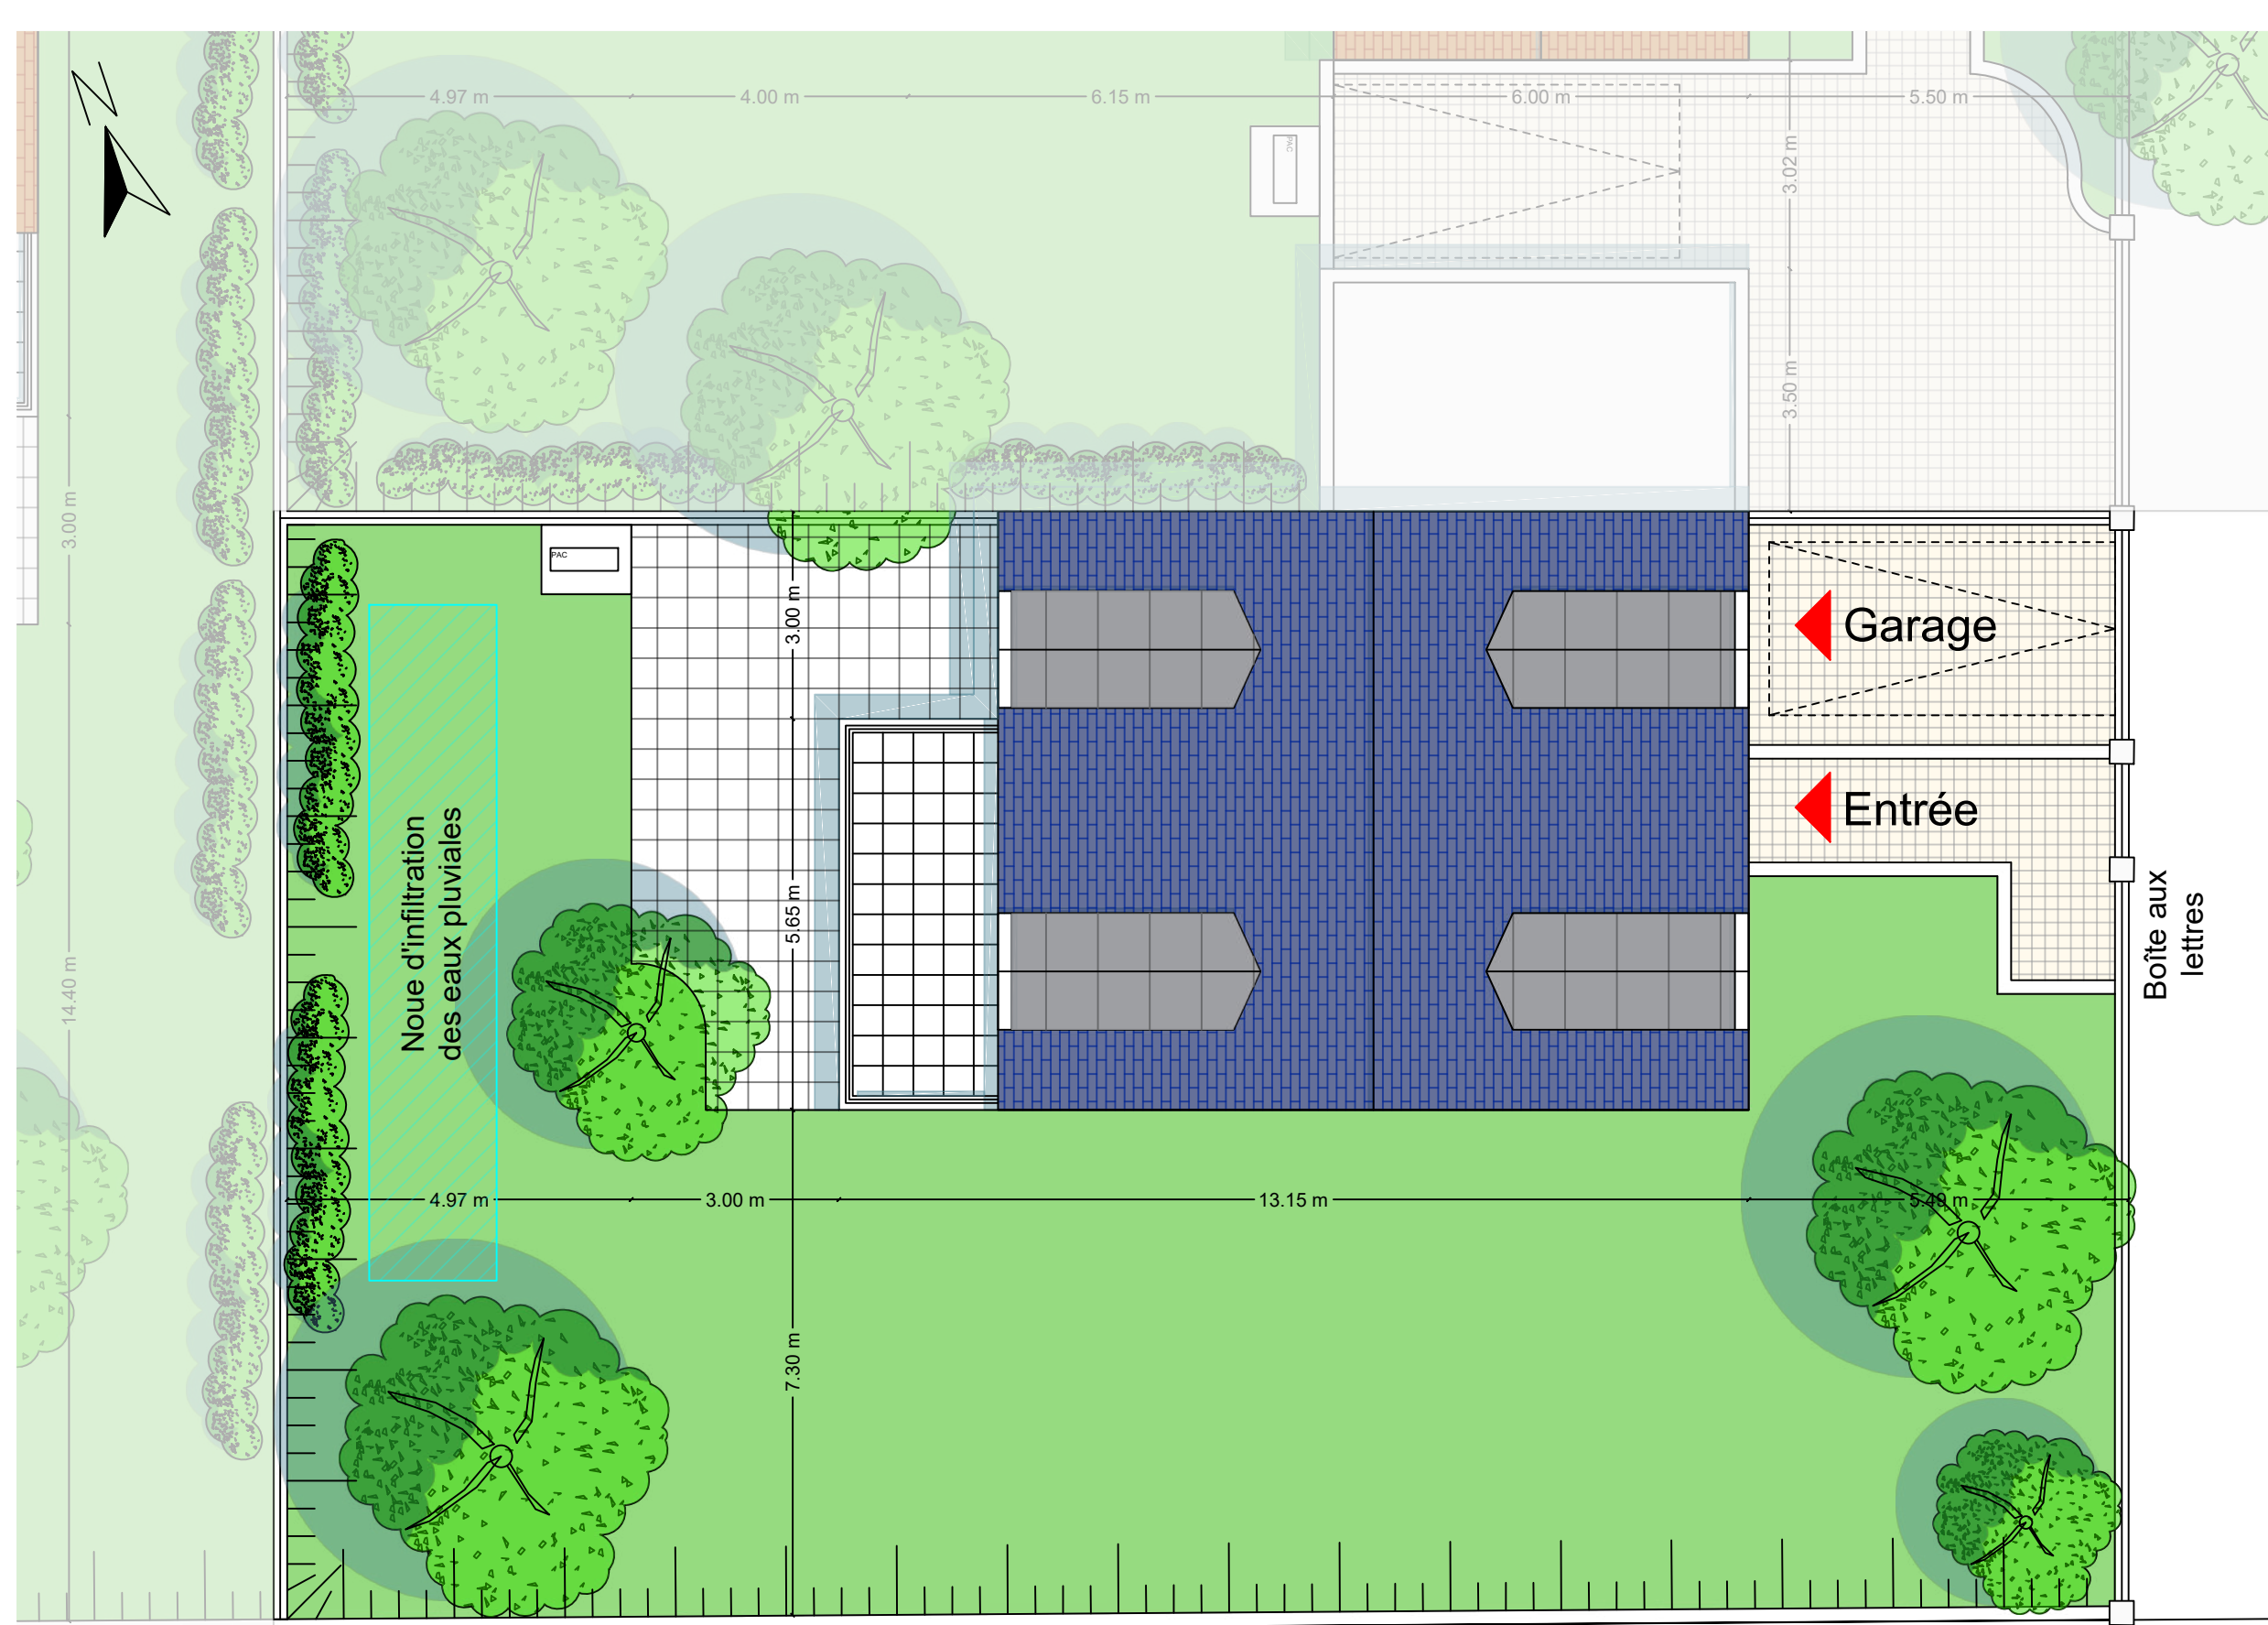 4.97 m
4.00 m
6.15 m
6.00 m
5.50 m
PAC
3.02 m
3.50 m
3.00 m
14.40 m
PAC
3.00 m
5.65 m
7.30 m
Garage
Entrée
Boîte aux
lettres
Noue d'infiltration
des eaux pluviales
4.97 m
3.00 m
13.15 m
5.49 m